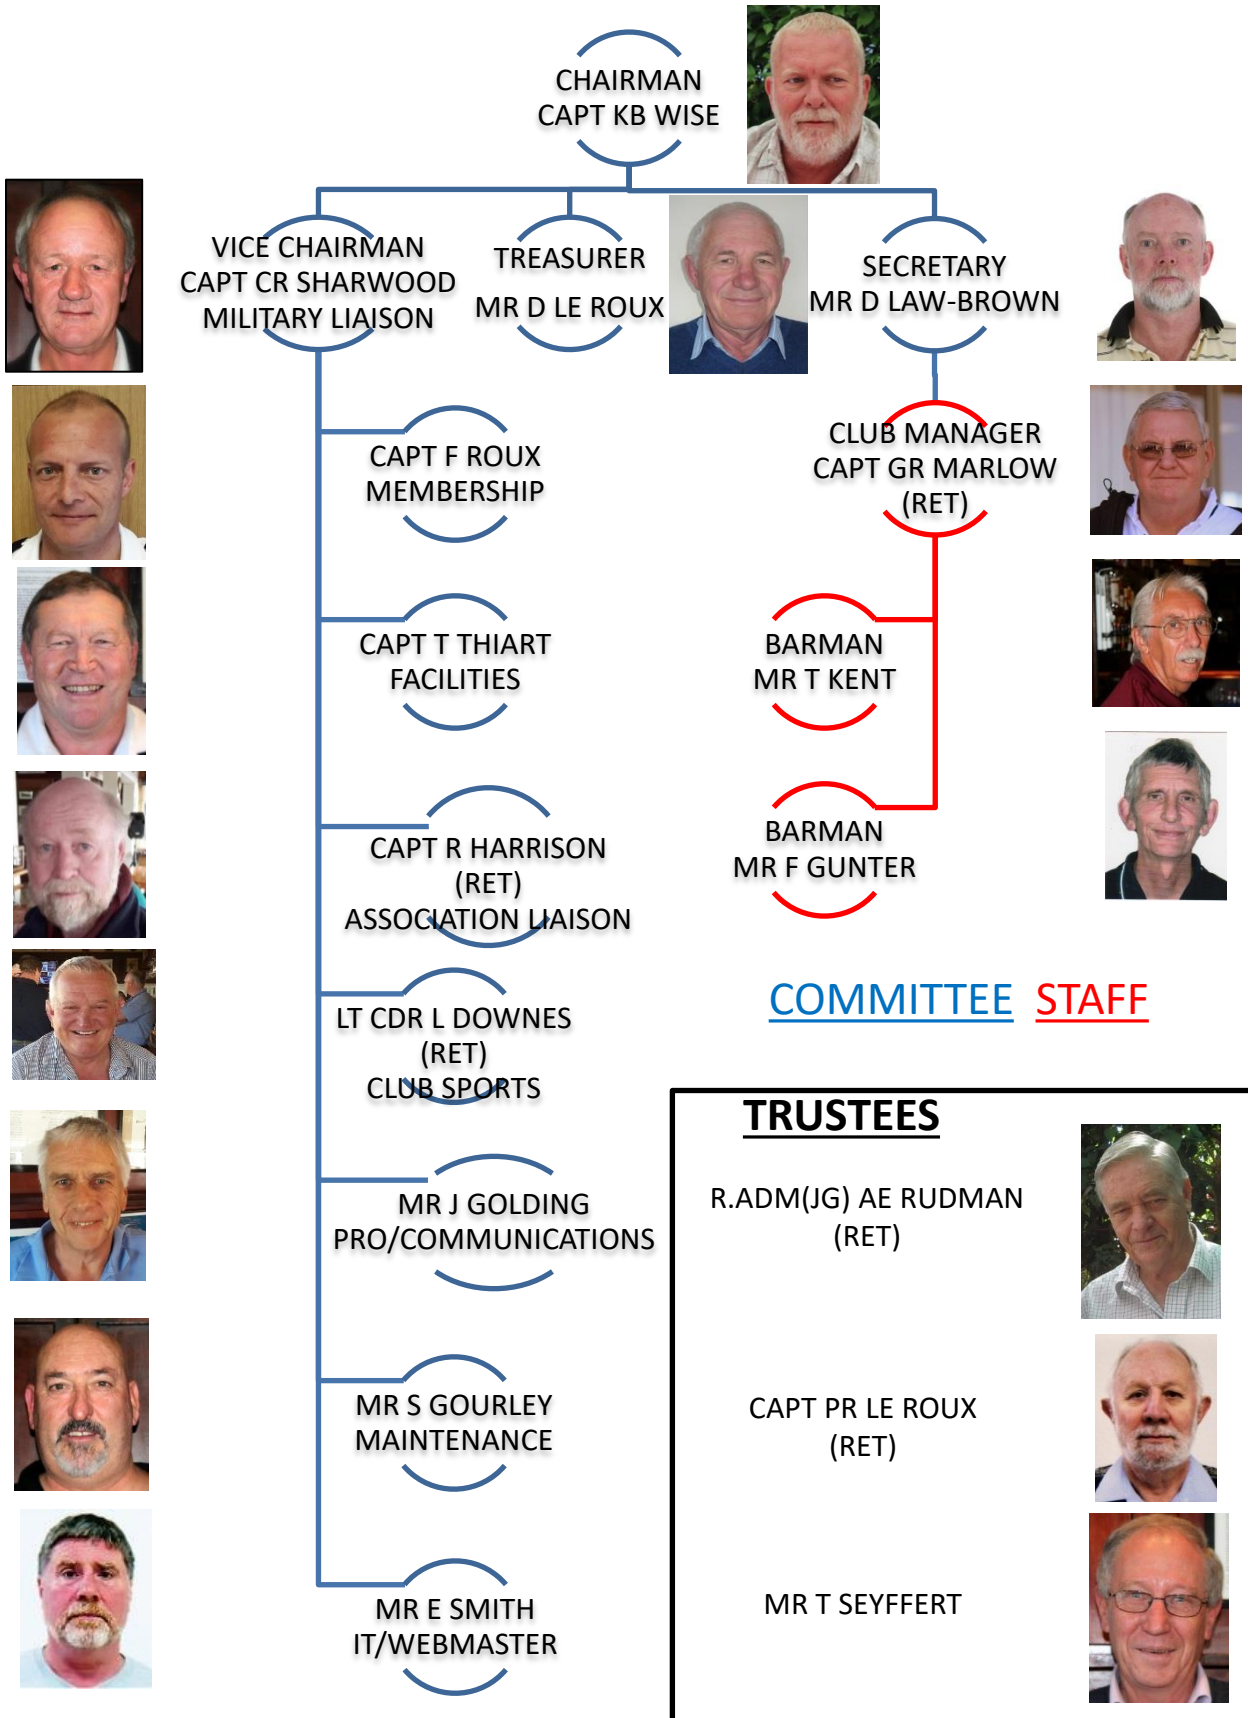 CHAIRMAN
CAPT KB WISE
VICE CHAIRMAN
CAPT CR SHARWOOD
MILITARY LIAISON
TREASURER
MR D LE ROUX
SECRETARY
MR D LAW-BROWN
CAPT F ROUX
MEMBERSHIP
CAPT T THIART
FACILITIES
CAPT R HARRISON
(RET)
ASSOCIATION LIAISON
LT CDR L DOWNES
(RET)
CLUB SPORTS
MR J GOLDING
PRO/COMMUNICATIONS
MR S GOURLEY
MAINTENANCE
MR E SMITH
IT/WEBMASTER
CLUB MANAGER
CAPT GR MARLOW
(RET)
BARMAN
MR T KENT
BARMAN
MR F GUNTER
COMMITTEE STAFF
TRUSTEES
R.ADM(JG) AE RUDMAN
(RET)
CAPT PR LE ROUX
(RET)
MR T SEYFFERT